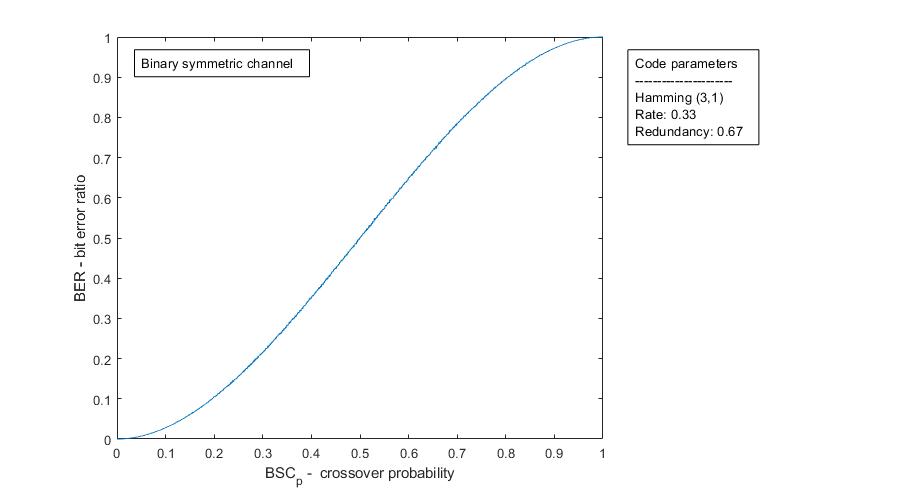 Binary symmetric channel
Code parameters
----------------------
Hamming (3,1)
Rate: 0.33
Redundancy: 0.67
BER - bit error ratio
1
0.9
0.8
0.7
0.6
0.5
0.4
0.3
0.2
0.1
0
0 0.1 0.2 0.3 0.4 0.5 0.6 0.7 0.8 0.9 1
BSCp - crossover probability